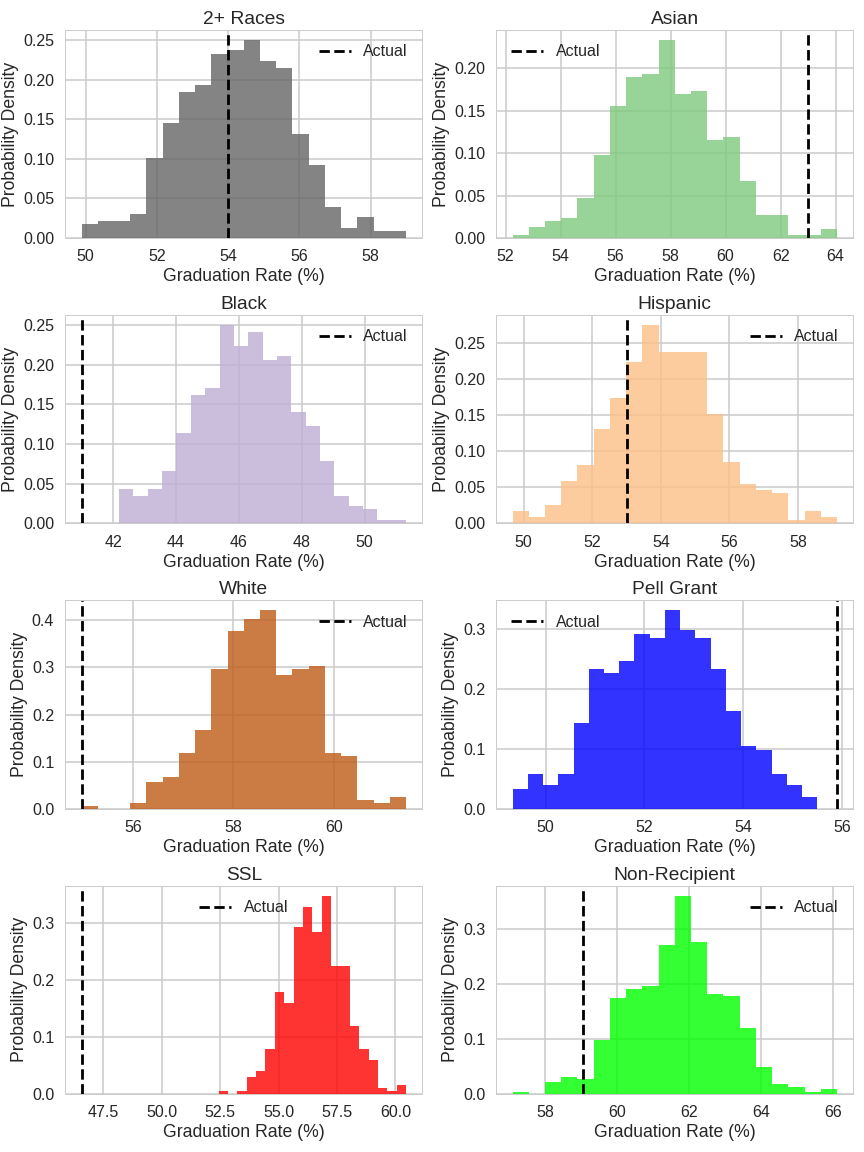 2+ Races
Probability Density
0.25
0.20
0.15
0.10
0.05
0.00
Actual
50 52 54 56 58
Graduation Rate (%)
Asian
Probability Density
0.20
0.15
0.10
0.05
0.00
Actual
52 54 56 58 60 62 64
Graduation Rate (%)
Black
Probability Density
0.25
0.20
0.15
0.10
0.05
0.00
Actual
42 44 46 48 50
Graduation Rate (%)
Hispanic
Probability Density
0.25
0.20
0.15
0.10
0.05
0.00
Actual
50 52 54 56 58
Graduation Rate (%)
White
Probability Density
0.4
0.3
0.2
0.1
0.0
Actual
56 58 60
Graduation Rate (%)
Pell Grant
Probability Density
0.3
0.2
0.1
0.0
Actual
50 52 54 56
Graduation Rate (%)
SSL
Probability Density
0.3
0.2
0.1
0.0
Actual
47.5 50.0 52.5 55.0 57.5 60.0
Graduation Rate (%)
Non-Recipient
Probability Density
0.3
0.2
0.1
0.0
Actual
58 60 62 64 66
Graduation Rate (%)